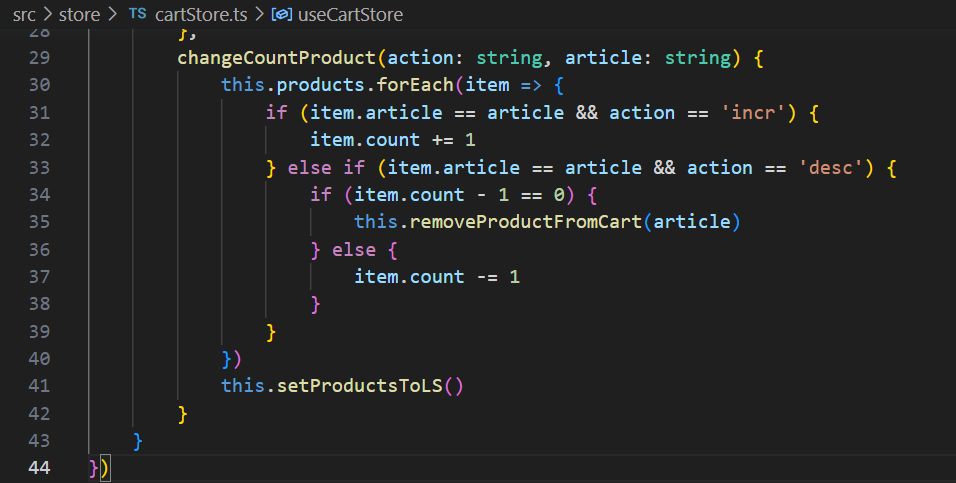 src > store > TS cartStore.ts > useCartStore
28 },
29 changeCountProduct(action: string, article: string) {
30 this.products.forEach(item => {
31 if (item.article == article && action == 'incr') {
32 item.count += 1
33 } else if (item.article == article && action == 'desc') {
34 if (item.count - 1 == 0) {
35 this.removeProductFromCart(article)
36 } else {
37 item.count -= 1
38 }
39 }
40 })
41 this.setProductsToLS()
42 }
43 }
44 })